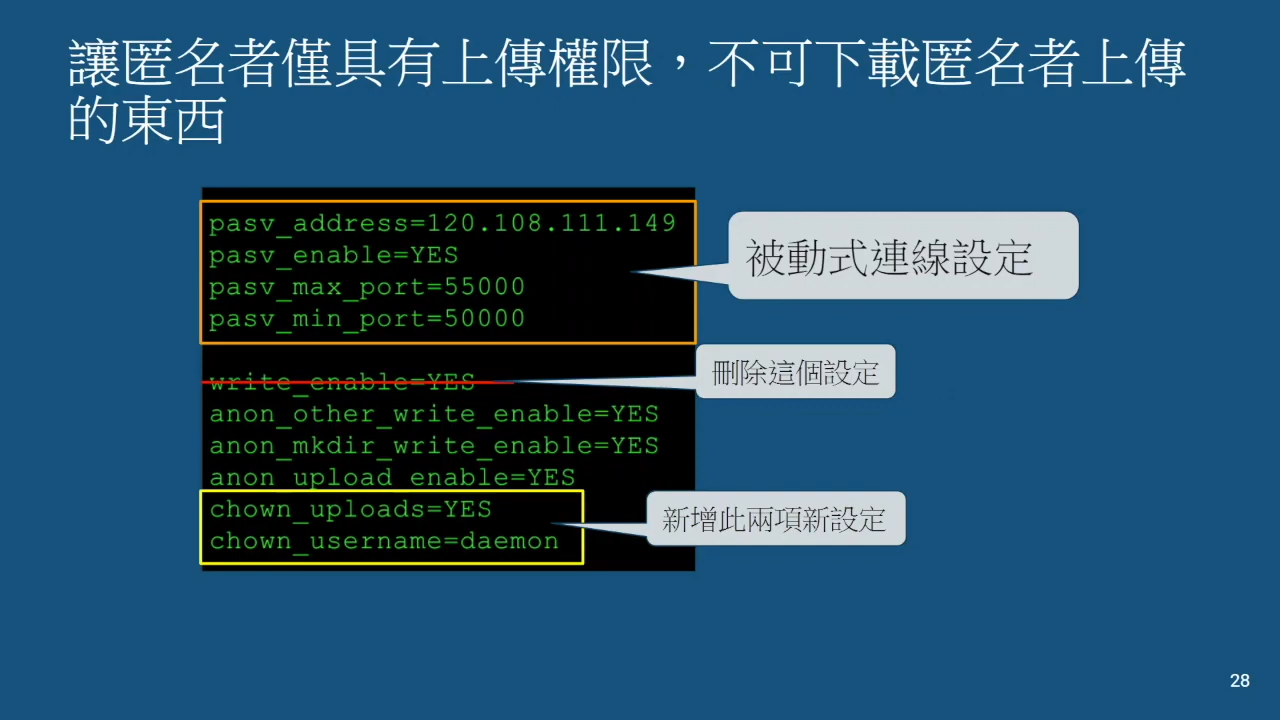 讓匿名者僅具有上傳權限，不可下載匿名者上傳
的東西
pasv_address=120.108.111.149
pasv_enable=YES
pasv_max_port=55000
pasv_min_port=50000
被動式連線設定
write_enable=YES
刪除這個設定
anon_other_write_enable=YES
anon_mkdir_write_enable=YES
anon_upload_enable=YES
chown_uploads=YES
chown_username=daemon
新增此兩項新設定
28